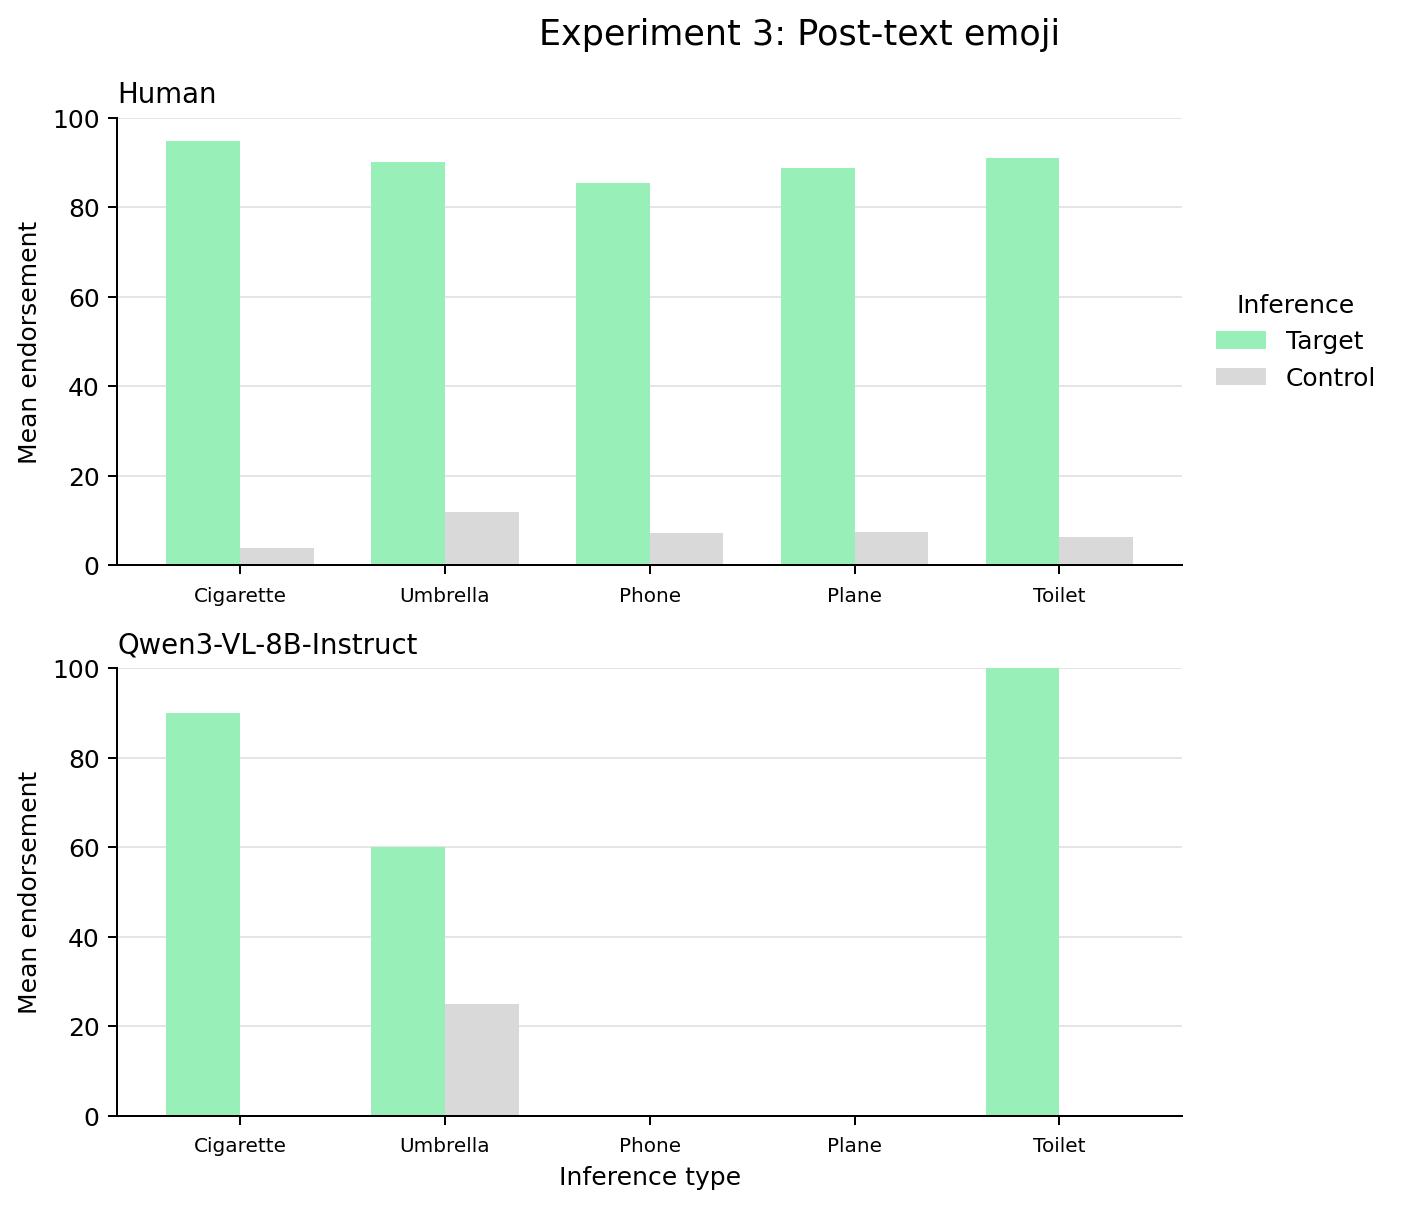 Experiment 3: Post-text emoji
Human
Mean endorsement
100
80
60
40
20
0
Cigarette
Umbrella
Phone
Plane
Toilet
Inference
Target
Control
Qwen3-VL-8B-Instruct
Mean endorsement
100
80
60
40
20
0
Cigarette
Umbrella
Phone
Plane
Toilet
Inference type